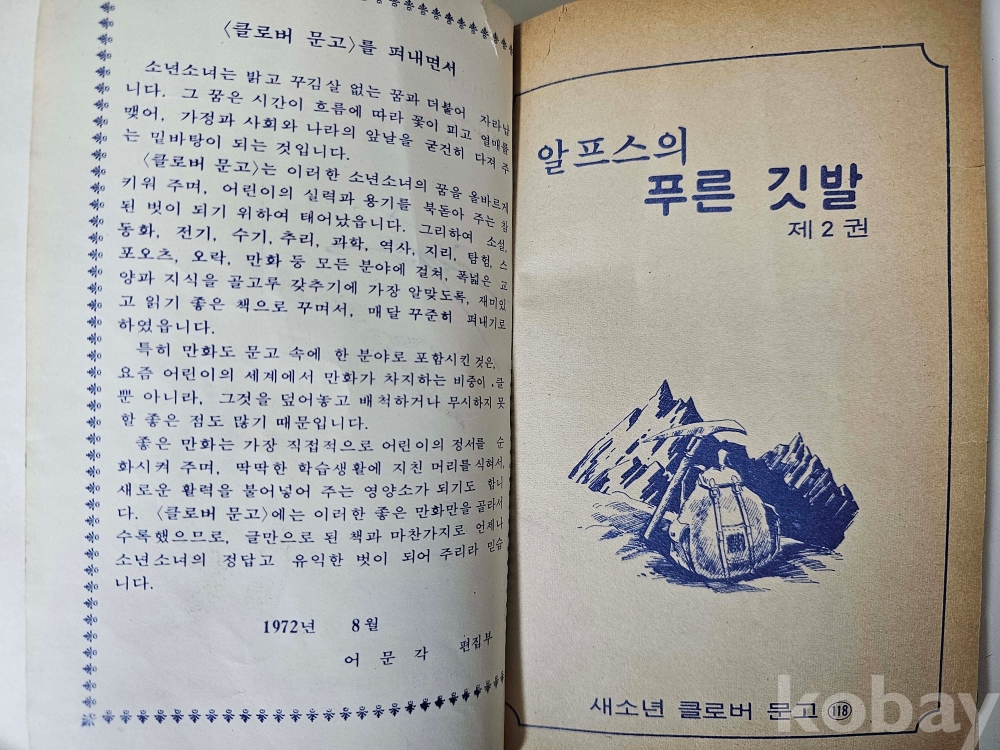 〈클로버 문고〉를 펴내면서
소년소녀는 밝고 꾸김살 없는 꿈과 더불어 자라납
니다. 그 꿈은 시간이 흐름에 따라 꽃이 피고 열매를
맺어, 가정과 사회와 나라의 앞날을 굳건히 다져 주
는 밑바탕이 되는 것입니다.
〈클로버 문고〉는 이러한 소년소녀의 꿈을 올바르게
키워 주며, 어린이의 실력과 용기를 북돋아 주는 참
된 벗이 되기 위하여 태어났읍니다. 그리하여 소설,
동화, 전기, 수기, 추리, 과학, 역사, 지리, 탐험, 스
포오츠, 오락, 만화 등 모든 분야에 걸쳐, 폭넓은 교
양과 지식을 골고루 갖추기에 가장 알맞도록, 재미있
고 읽기 좋은 책으로 꾸며서, 매달 꾸준히 펴내기로
하였읍니다.
특히 만화도 문고 속에 한 분야로 포함시킨 것은,
요즘 어린이의 세계에서 만화가 차지하는 비중이 클
뿐 아니라, 그것을 덮어놓고 배척하거나 무시하지 못
할 좋은 점도 많기 때문입니다.
좋은 만화는 가장 직접적으로 어린이의 정서를 순
화시켜 주며, 딱딱한 학습생활에 지친 머리를 식혀서,
새로운 활력을 불어넣어 주는 영양소가 되기도 합니
다. 〈클로버 문고〉에는 이러한 좋은 만화만을 골라서
수록했으므로, 글만으로 된 책과 마찬가지로 언제나
소년소녀의 정답고 유익한 벗이 되어 주리라 믿습
니다.
1972년 8월
어문각 편집부
알프스의
푸른 깃발
제2권
새소년 클로버 문고 118
kobay